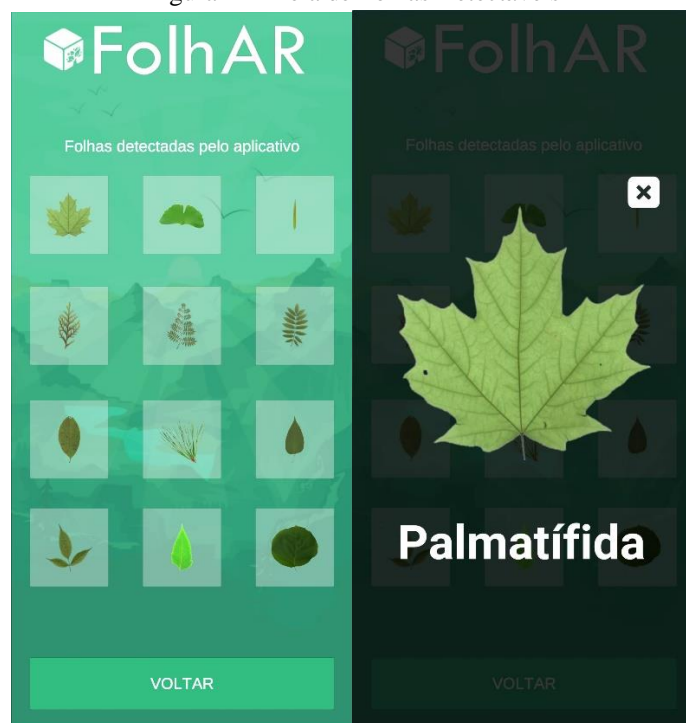 FolhAR
Folhas detectadas pelo aplicativo
VOLTAR
FolhAR
Folhas detectadas pelo aplicativo
Palmatífida
VOLTAR